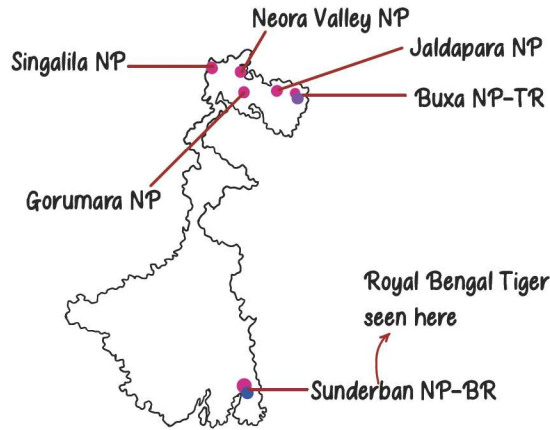 Neora Valley NP
Singalila NP
Jaldapara NP
Buxa NP-TR
Gorumara NP
Royal Bengal Tiger
seen here
Sunderban NP-BR